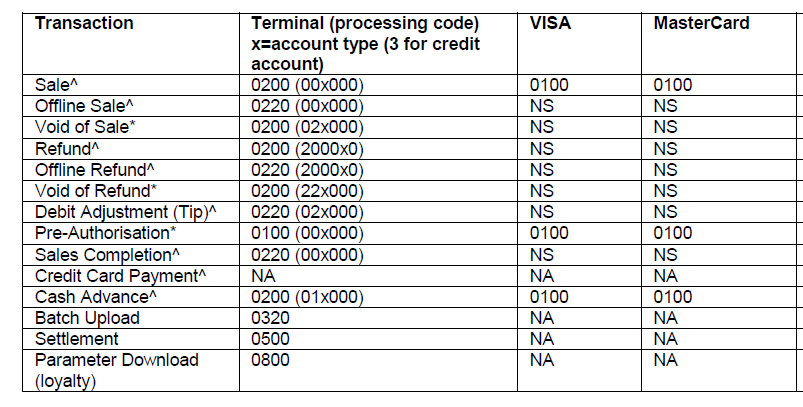 Transaction Terminal (processing code) VISA MasterCard
x=account type (3 for credit
account)
Sale^ 0200 (00x000) 0100 0100
Offline Sale^ 0220 (00x000) NS NS
Void of Sale* 0200 (02x000) NS NS
Refund^ 0200 (2000x0) NS NS
Offline Refund^ 0220 (2000x0) NS NS
Void of Refund* 0200 (22x000) NS NS
Debit Adjustment (Tip)^ 0220 (02x000) NS NS
Pre-Authorisation* 0100 (00x000) 0100 0100
Sales Completion^ 0220 (00x000) NS NS
Credit Card Payment^ NA NA NA
Cash Advance^ 0200 (01x000) 0100 0100
Batch Upload 0320 NA NA
Settlement 0500 NA NA
Parameter Download 0800 NA NA
(loyalty)